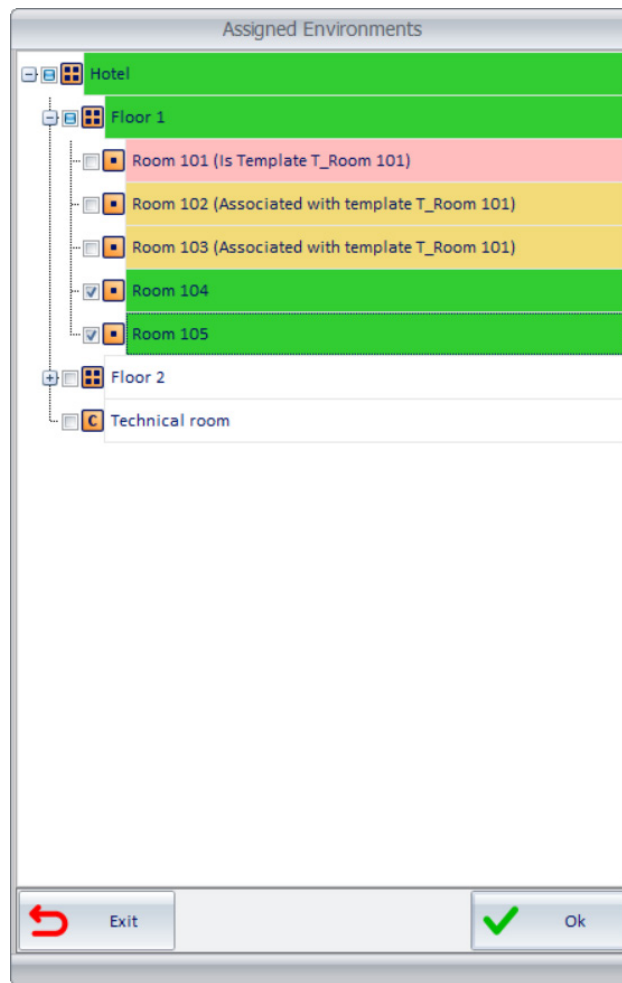 Assigned Environments
Hotel
Floor 1
Room 101 (Is Template T_Room 101)
Room 102 (Associated with template T_Room 101)
Room 103 (Associated with template T_Room 101)
Room 104
Room 105
Floor 2
C Technical room
Exit
Ok